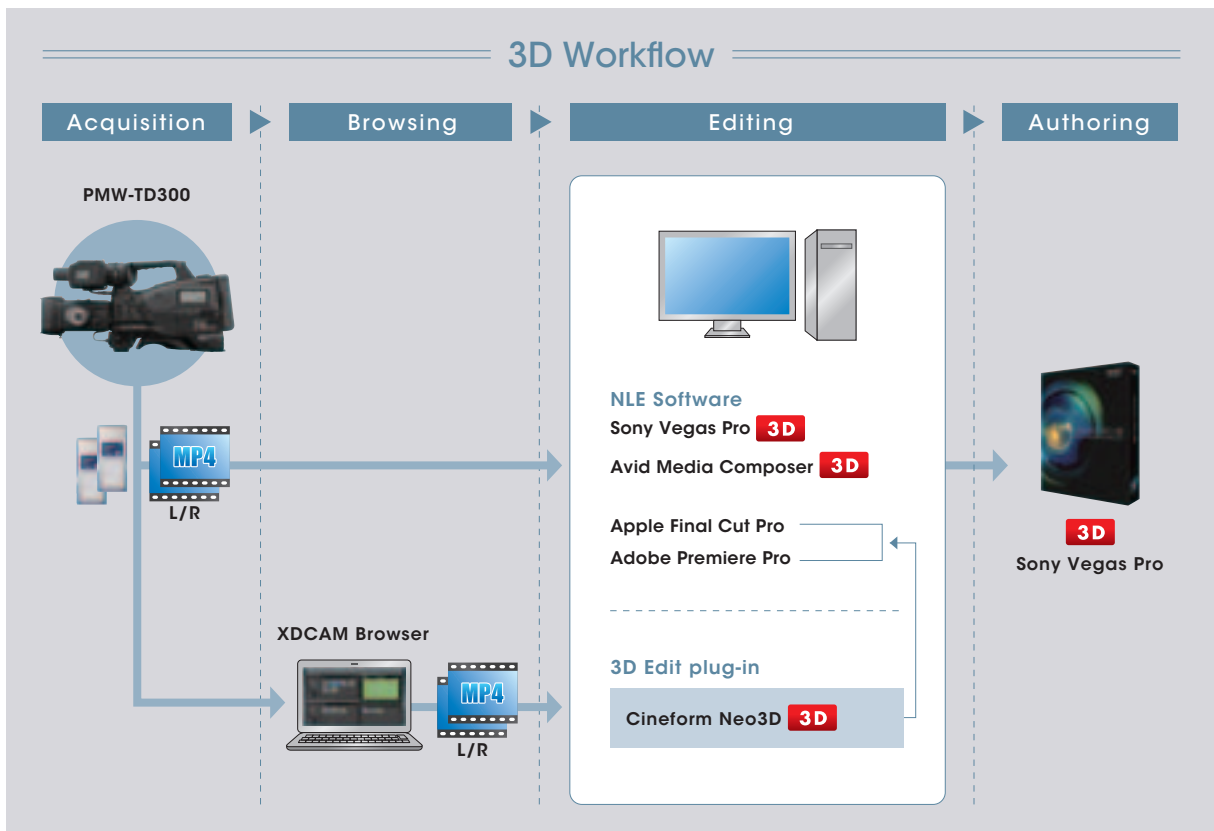 3D Workflow
Acquisition
Browsing
Editing
Authoring
PMW-TD300
MP4
L/R
XDCAM Browser
MP4
L/R
NLE Software
Sony Vegas Pro 3D
Avid Media Composer 3D
Apple Final Cut Pro
Adobe Premiere Pro
3D Edit plug-in
Cineform Neo3D 3D
3D
Sony Vegas Pro